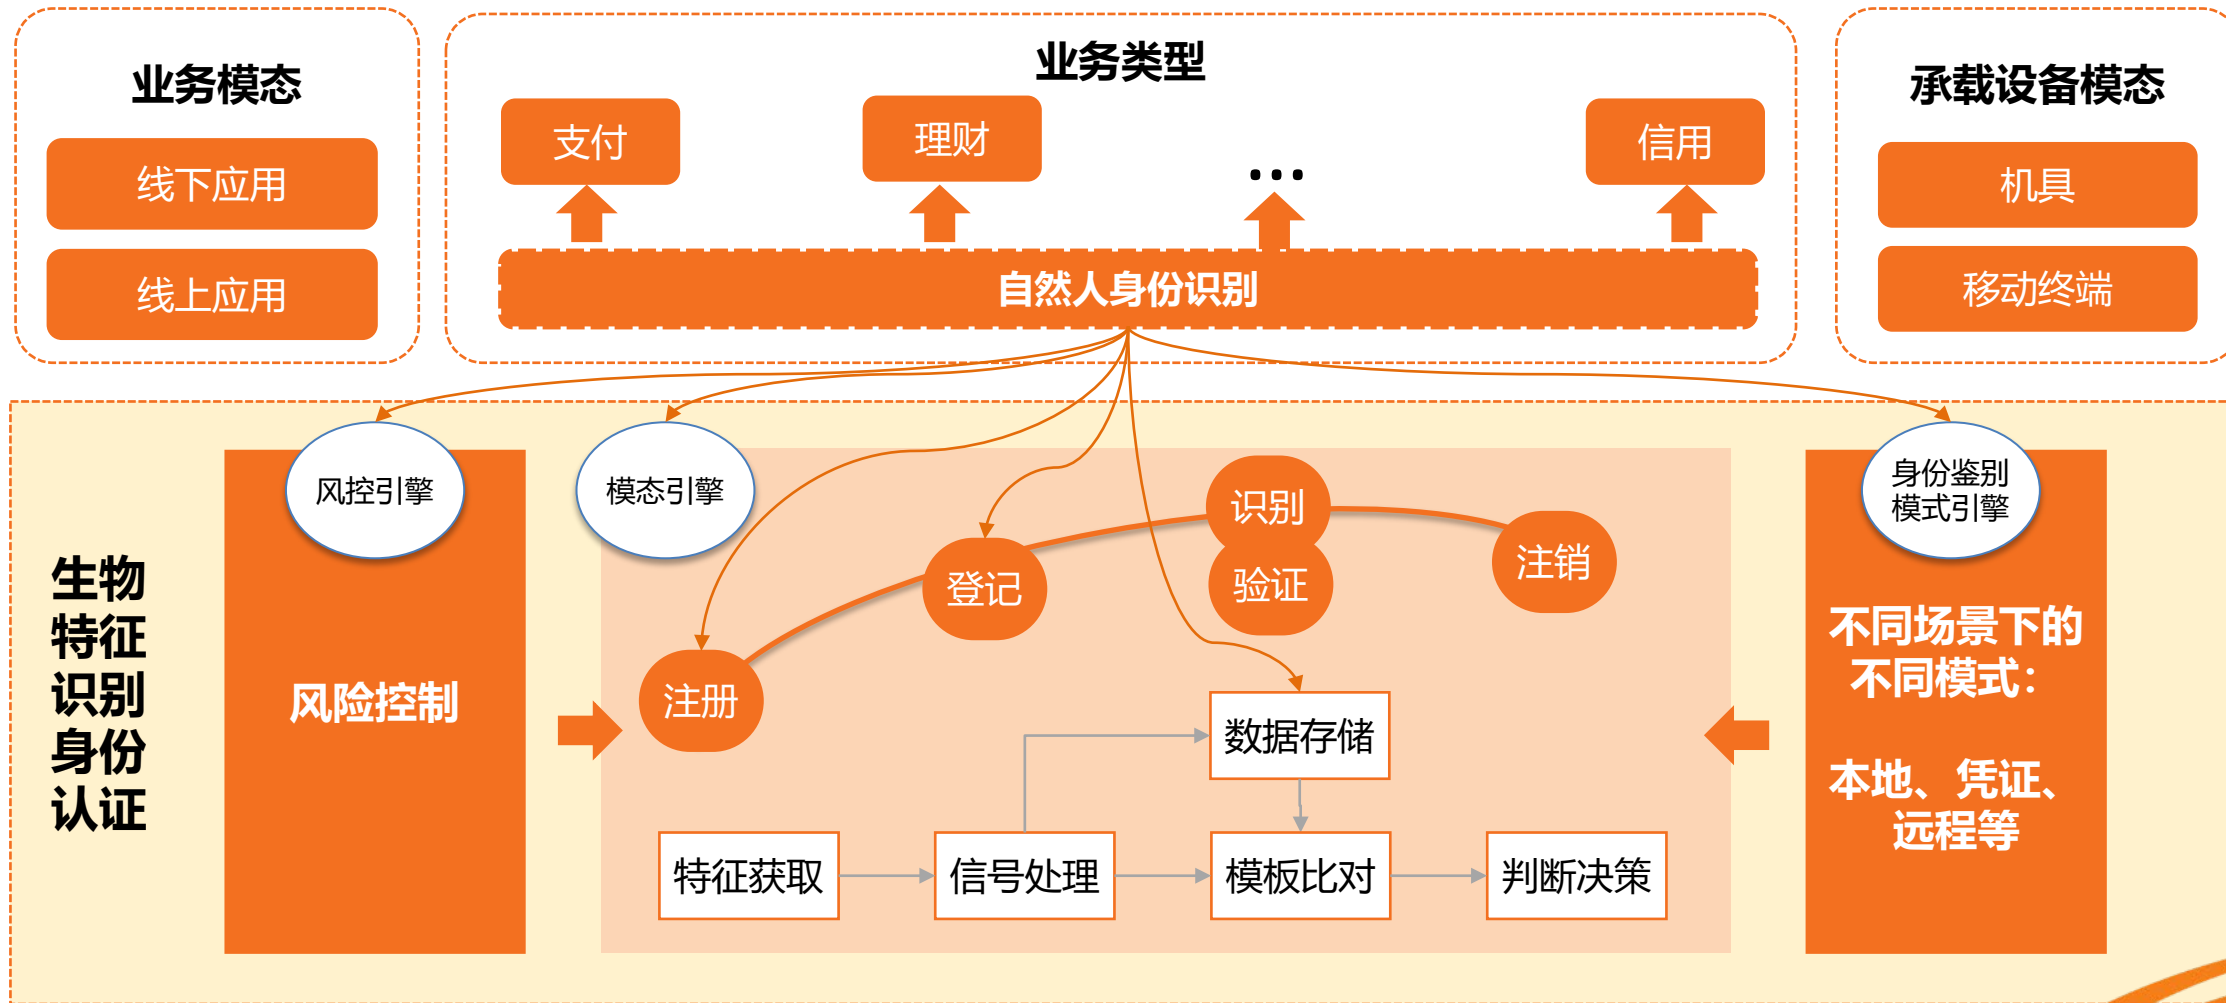 业务模态
线下应用
线上应用
业务类型
支付
理财
...
信用
自然人身份识别
承载设备模态
机具
移动终端
生物
特征
识别
身份
认证
风控引擎
风险控制
模态引擎
注册
登记
识别
验证
注销
数据存储
特征获取
信号处理
模板比对
判断决策
身份鉴别
模式引擎
不同场景下的
不同模式：
本地、凭证、
远程等